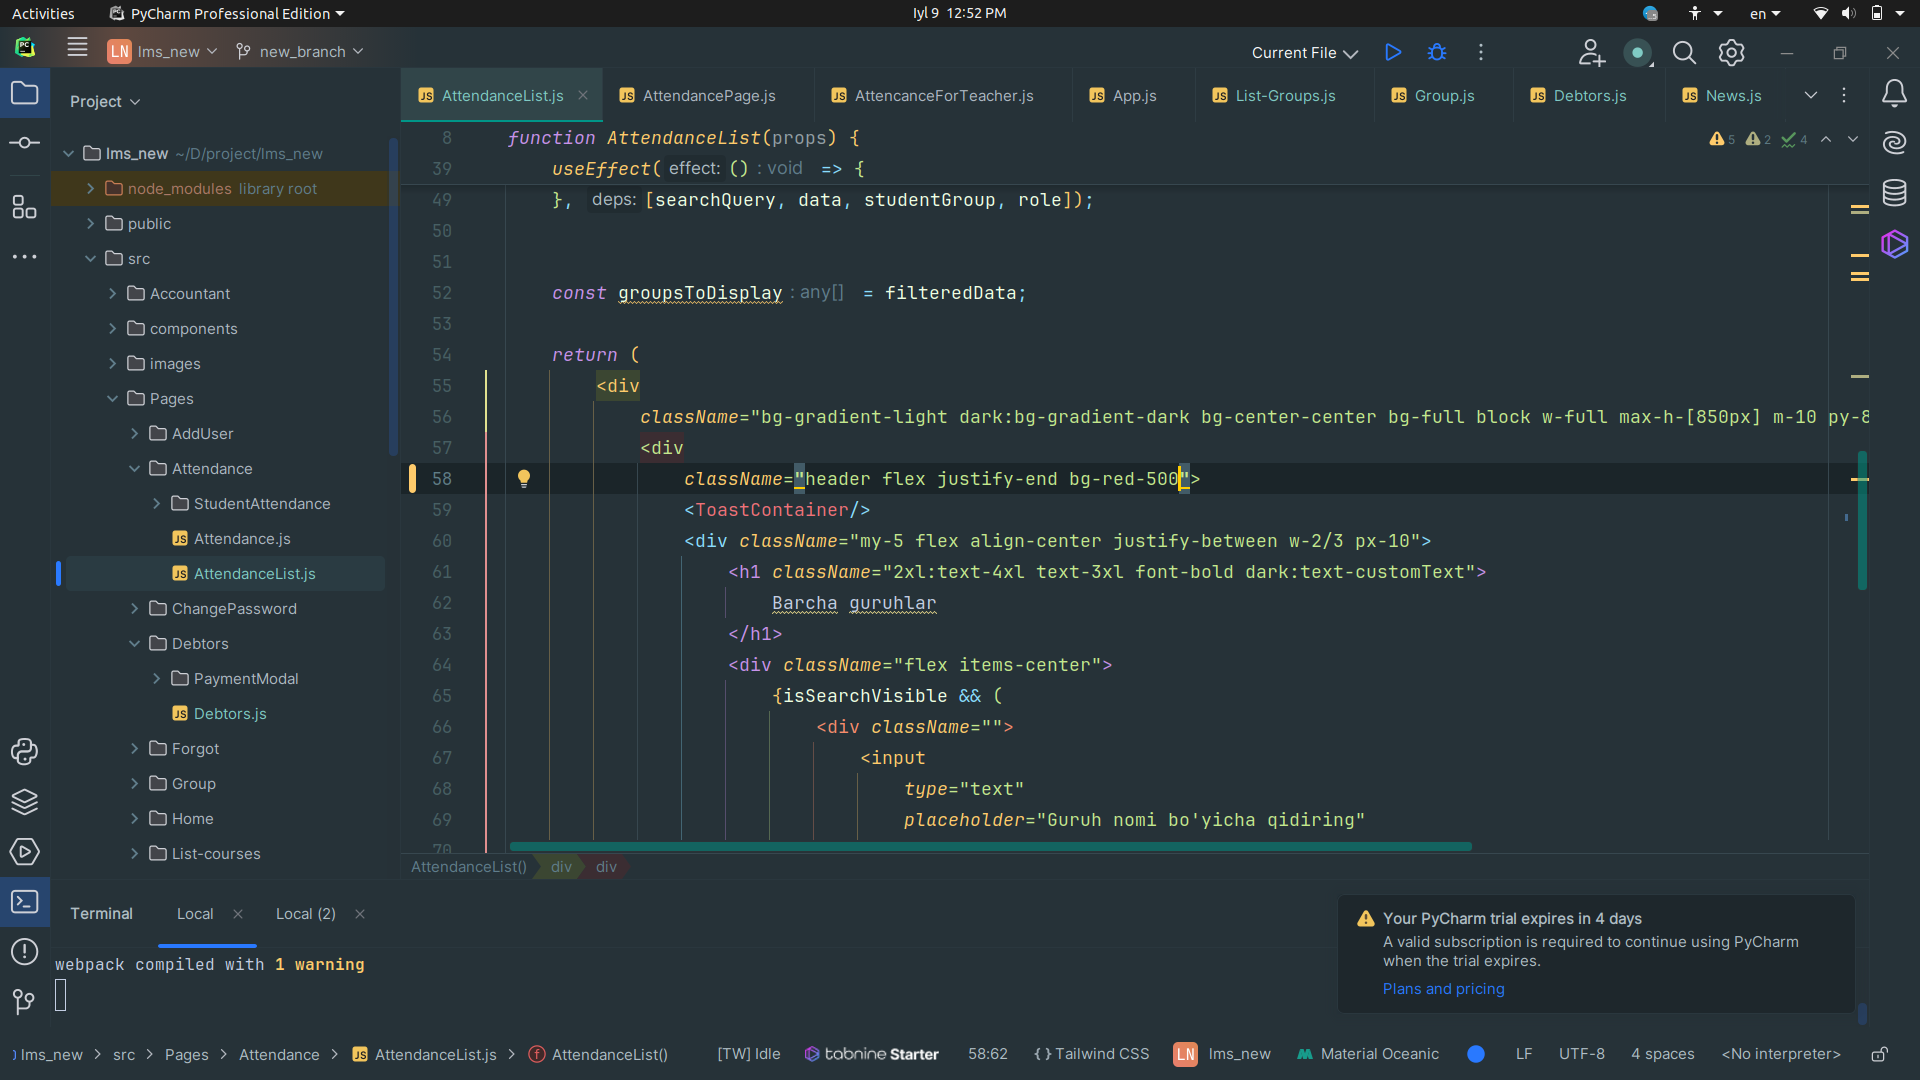 Activities PyCharm Professional Edition Iyl 9 12:52 PM en
LN lms_new new_branch Current File
Project
AttendanceList.js AttendancePage.js AttencanceForTeacher.js App.js List-Groups.js Group.js Debtors.js News.js
lms_new ~/D/project/lms_new
node_modules library root
public
src
Accountant
components
images
Pages
AddUser
Attendance
StudentAttendance
Attendance.js
AttendanceList.js
ChangePassword
Debtors
PaymentModal
Debtors.js
Forgot
Group
Home
List-courses
5 2 4
8 function AttendanceList(props) {
39 useEffect( effect: () : void => {
49 }, deps: [searchQuery, data, studentGroup, role]);
50
51
52 const groupsToDisplay : any[] = filteredData;
53
54 return (
55 <div
56 className="bg-gradient-light dark:bg-gradient-dark bg-center-center bg-full block w-full max-h-[850px] m-10 py-8
57 <div
58 className="header flex justify-end bg-red-500">
59 <ToastContainer/>
60 <div className="my-5 flex align-center justify-between w-2/3 px-10">
61 <h1 className="2xl:text-4xl text-3xl font-bold dark:text-customText">
62 Barcha guruhlar
63 </h1>
64 <div className="flex items-center">
65 {isSearchVisible && (
66 <div className="">
67 <input
68 type="text"
69 placeholder="Guruh nomi bo'yicha qidiring"
70
AttendanceList() div div
Terminal Local Local (2)
webpack compiled with 1 warning
Your PyCharm trial expires in 4 days
A valid subscription is required to continue using PyCharm
when the trial expires.
Plans and pricing
lms_new src Pages Attendance AttendanceList.js AttendanceList() [TW] Idle tabnine Starter 58:62 {} Tailwind CSS LN lms_new Material Oceanic LF UTF-8 4 spaces <No interpreter>